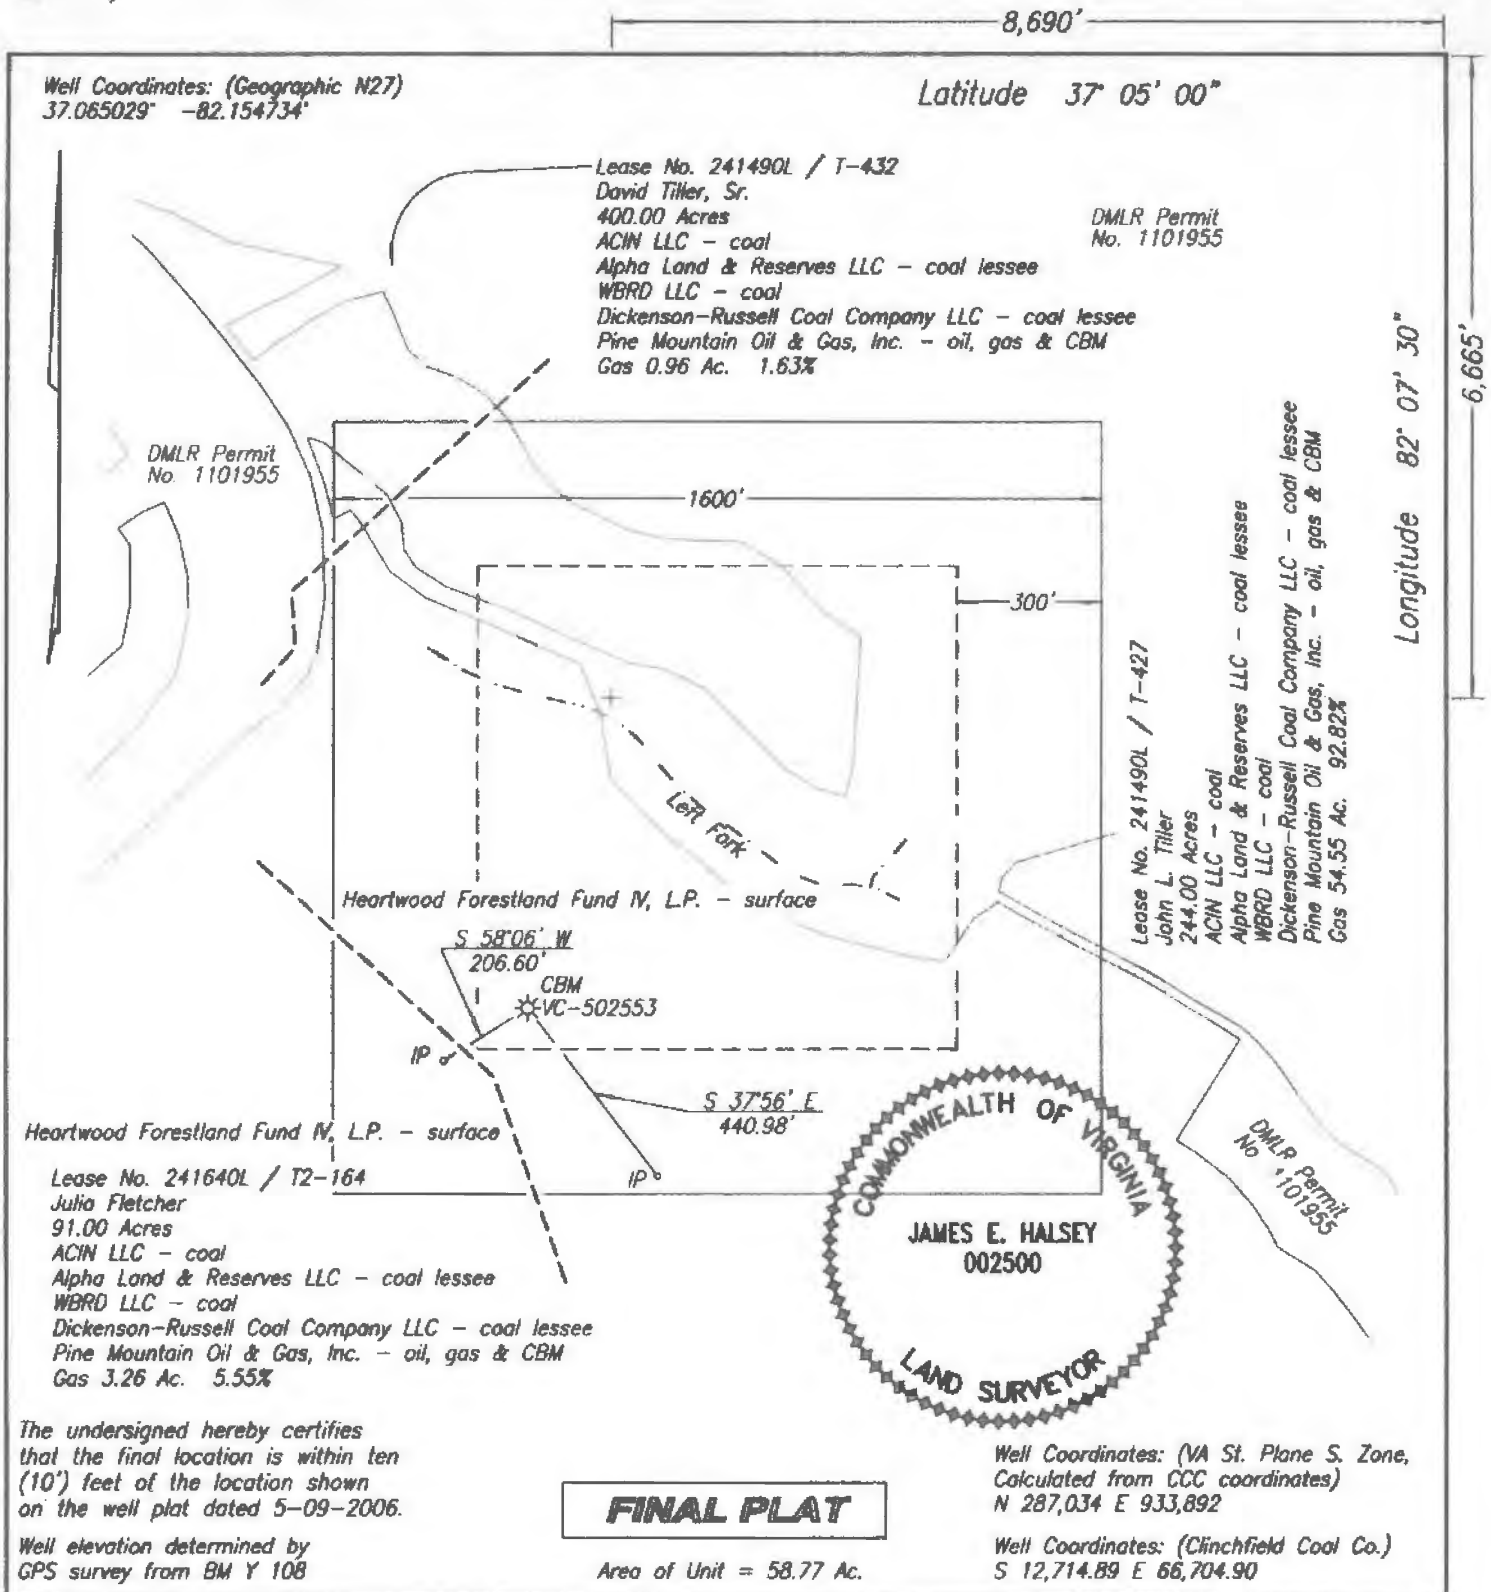 8,690'
Well Coordinates: (Geographic N27)
37.065029° -82.154734°
Latitude 37° 05' 00"
6,665'
Longitude 82° 07' 30"
Lease No. 241490L / T-432
David Tiller, Sr.
400.00 Acres
ACIN LLC - coal
Alpha Land & Reserves LLC - coal lessee
WBRD LLC - coal
Dickenson-Russell Coal Company LLC - coal lessee
Pine Mountain Oil & Gas, Inc. - oil, gas & CBM
Gas 0.96 Ac. 1.63%
DMLR Permit
No. 1101955
DMLR Permit
No. 1101955
1600'
300'
Lease No. 241490L / T-427
John L. Tiller
244.00 Acres
ACIN LLC - coal
Alpha Land & Reserves LLC - coal lessee
WBRD LLC - coal
Dickenson-Russell Coal Company LLC - coal lessee
Pine Mountain Oil & Gas, Inc. - oil, gas & CBM
Gas 54.55 Ac. 92.82%
Left Fork
Heartwood Forestland Fund IV, L.P. - surface
S 58°06' W
206.60'
CBM
VC-502553
IP
S 37°56' E
440.98'
IP
Heartwood Forestland Fund IV, L.P. - surface
Lease No. 241640L / T2-164
Julia Fletcher
91.00 Acres
ACIN LLC - coal
Alpha Land & Reserves LLC - coal lessee
WBRD LLC - coal
Dickenson-Russell Coal Company LLC - coal lessee
Pine Mountain Oil & Gas, Inc. - oil, gas & CBM
Gas 3.26 Ac. 5.55%
COMMONWEALTH OF VIRGINIA
JAMES E. HALSEY
002500
LAND SURVEYOR
DMLR Permit
No. 1101955
The undersigned hereby certifies
that the final location is within ten
(10') feet of the location shown
on the well plat dated 5-09-2006.
Well elevation determined by
GPS survey from BM Y 108
FINAL PLAT
Area of Unit = 58.77 Ac.
Well Coordinates: (VA St. Plane S. Zone,
Calculated from CCC coordinates)
N 287,034 E 933,892
Well Coordinates: (Clinchfield Coal Co.)
S 12,714.89 E 66,704.90